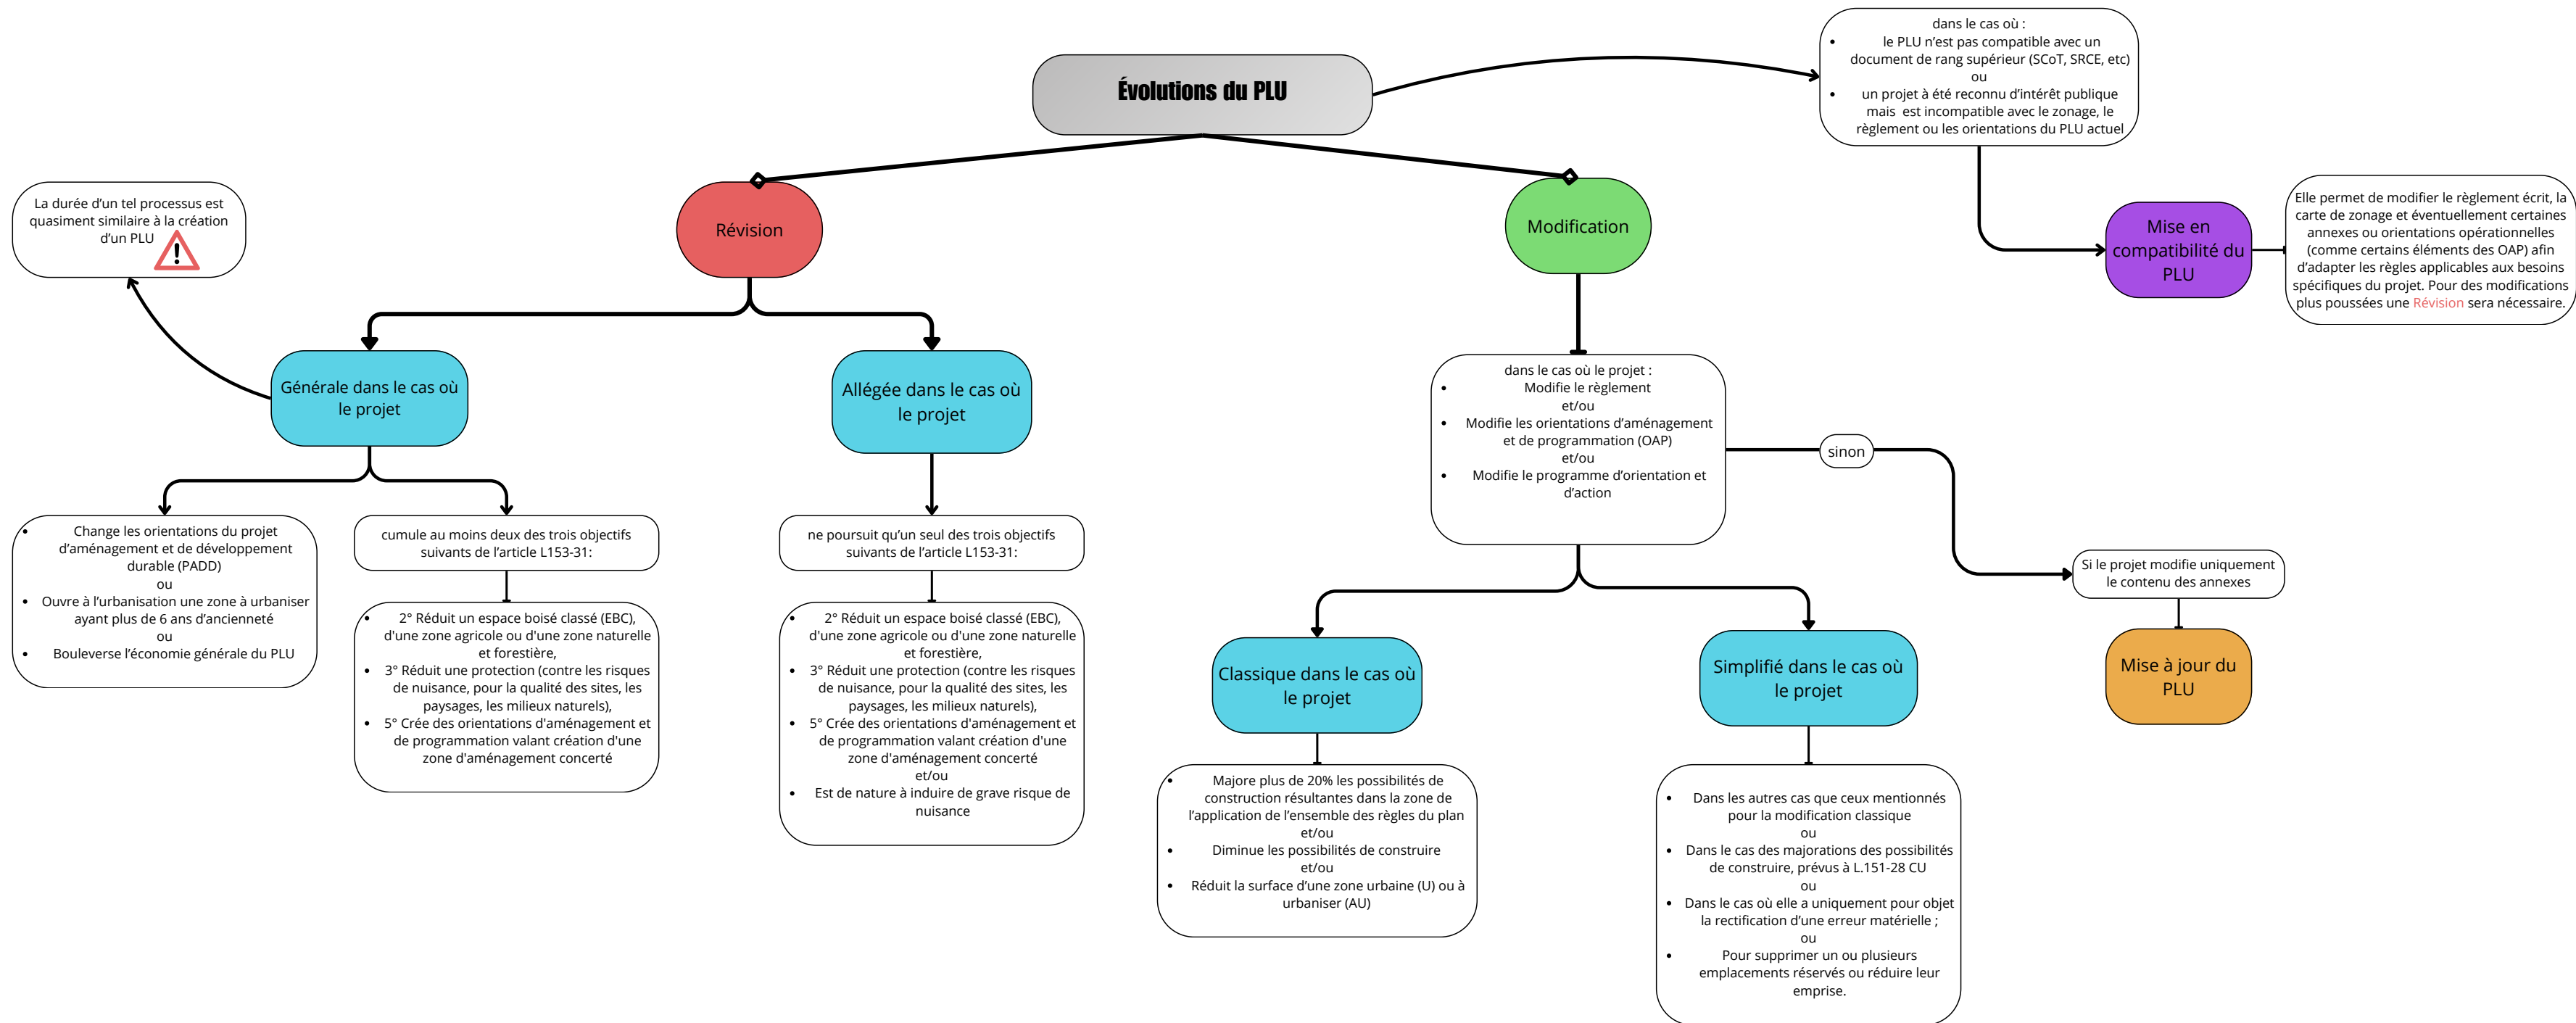 Évolutions du PLU
dans le cas où :
• le PLU n’est pas compatible avec un
document de rang supérieur (SCoT, SRCE, etc)
ou
• un projet à été reconnu d’intérêt publique
mais est incompatible avec le zonage, le
règlement ou les orientations du PLU actuel
Mise en
compatibilité du
PLU
Elle permet de modifier le règlement écrit, la
carte de zonage et éventuellement certaines
annexes ou orientations opérationnelles
(comme certains éléments des OAP) afin
d’adapter les règles applicables aux besoins
spécifiques du projet. Pour des modifications
plus poussées une Révision sera nécessaire.
La durée d’un tel processus est
quasiment similaire à la création
d’un PLU
!
Révision
Modification
Générale dans le cas où
le projet
Allégée dans le cas où
le projet
• Change les orientations du projet
d’aménagement et de développement
durable (PADD)
ou
• Ouvre à l’urbanisation une zone à urbaniser
ayant plus de 6 ans d’ancienneté
ou
• Bouleverse l’économie générale du PLU
cumule au moins deux des trois objectifs
suivants de l’article L153-31:
• 2° Réduit un espace boisé classé (EBC),
d'une zone agricole ou d'une zone naturelle
et forestière,
• 3° Réduit une protection (contre les risques
de nuisance, pour la qualité des sites, les
paysages, les milieux naturels),
• 5° Crée des orientations d'aménagement et
de programmation valant création d'une
zone d'aménagement concerté
ne poursuit qu’un seul des trois objectifs
suivants de l’article L153-31:
• 2° Réduit un espace boisé classé (EBC),
d'une zone agricole ou d'une zone naturelle
et forestière,
• 3° Réduit une protection (contre les risques
de nuisance, pour la qualité des sites, les
paysages, les milieux naturels),
• 5° Crée des orientations d'aménagement et
de programmation valant création d'une
zone d'aménagement concerté
et/ou
• Est de nature à induire de grave risque de
nuisance
dans le cas où le projet :
• Modifie le règlement
et/ou
• Modifie les orientations d’aménagement
et de programmation (OAP)
et/ou
• Modifie le programme d’orientation et
d’action
sinon
Si le projet modifie uniquement
le contenu des annexes
Mise à jour du
PLU
Classique dans le cas où
le projet
Simplifié dans le cas où
le projet
• Majore plus de 20% les possibilités de
construction résultantes dans la zone de
l’application de l’ensemble des règles du plan
et/ou
• Diminue les possibilités de construire
et/ou
• Réduit la surface d’une zone urbaine (U) ou à
urbaniser (AU)
• Dans les autres cas que ceux mentionnés
pour la modification classique
ou
• Dans le cas des majorations des possibilités
de construire, prévus à L.151-28 CU
ou
• Dans le cas où elle a uniquement pour objet
la rectification d’une erreur matérielle ;
ou
• Pour supprimer un ou plusieurs
emplacements réservés ou réduire leur
emprise.